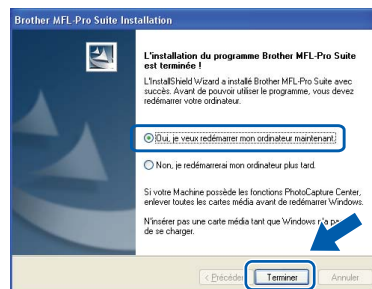 Brother MFL-Pro Suite Installation
L'installation du programme Brother MFL-Pro Suite
est terminée !
L'InstallShield Wizard a installé Brother MFL-Pro Suite avec
succès. Avant de pouvoir utiliser le programme, vous devez
redémarrer votre ordinateur.
Oui, je veux redémarrer mon ordinateur maintenant.
Non, je redémarrerai mon ordinateur plus tard.
Si votre Machine possède les fonctions PhotoCapture Center,
enlever toutes les cartes média avant de redémarrer Windows.
N'insérer pas une carte média tant que Windows n'a
de se charger.
< Précédent
Terminer
Annuler